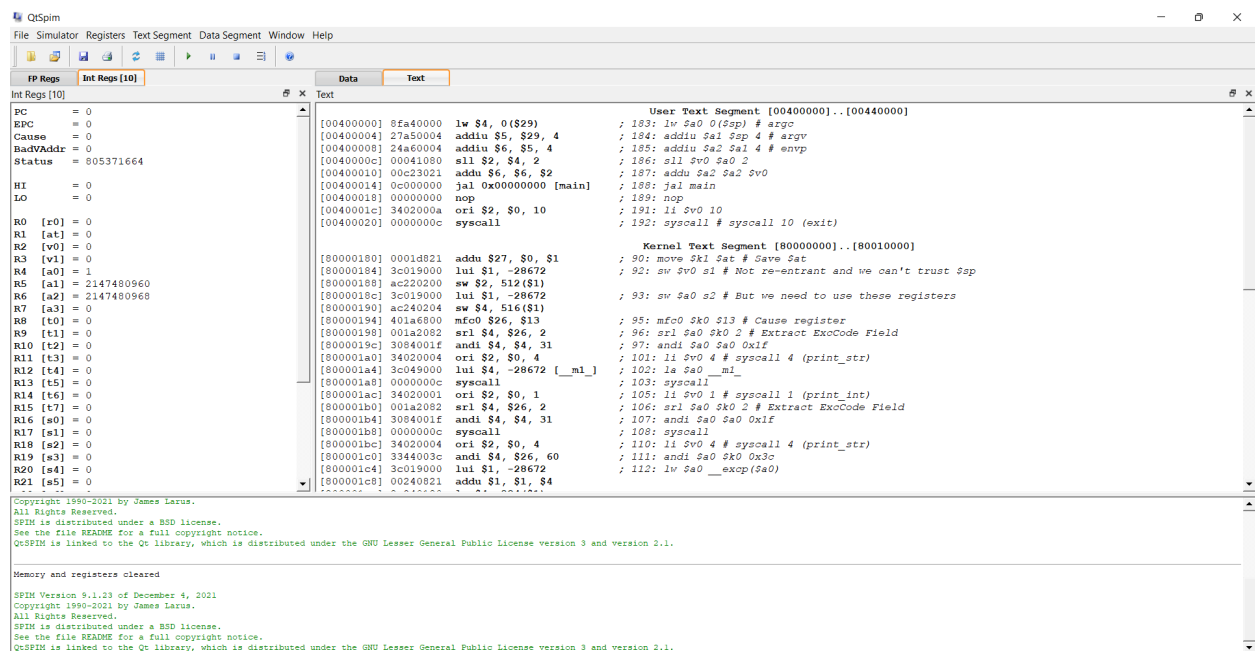 QtSpim
File Simulator Registers Text Segment Data Segment Window Help
FP Regs Int Regs [10] Data Text
Int Regs [10]
PC = 0
EPC = 0
Cause = 0
BadVAddr = 0
Status = 805371664
HI = 0
LO = 0
R0 [r0] = 0
R1 [at] = 0
R2 [v0] = 0
R3 [v1] = 0
R4 [a0] = 1
R5 [a1] = 2147480960
R6 [a2] = 2147480968
R7 [a3] = 0
R8 [t0] = 0
R9 [t1] = 0
R10 [t2] = 0
R11 [t3] = 0
R12 [t4] = 0
R13 [t5] = 0
R14 [t6] = 0
R15 [t7] = 0
R16 [s0] = 0
R17 [s1] = 0
R18 [s2] = 0
R19 [s3] = 0
R20 [s4] = 0
R21 [s5] = 0
Text
User Text Segment [00400000]..[00440000]
[00400000] 8fa40000 lw $4, 0($29) ; 183: lw $a0 0($sp) # argc
[00400004] 27a50004 addiu $5, $29, 4 ; 184: addiu $a1 $sp 4 # argv
[00400008] 24a60004 addiu $6, $5, 4 ; 185: addiu $a2 $a1 4 # envp
[0040000c] 00041080 sll $2, $4, 2 ; 186: sll $v0 $a0 2
[00400010] 00c23021 addu $6, $6, $2 ; 187: addu $a2 $a2 $v0
[00400014] 0c000000 jal 0x00000000 [main] ; 188: jal main
[00400018] 00000000 nop ; 189: nop
[0040001c] 3402000a ori $2, $0, 10 ; 191: li $v0 10
[00400020] 0000000c syscall ; 192: syscall # syscall 10 (exit)
Kernel Text Segment [80000000]..[80010000]
[80000180] 0001d821 addu $27, $0, $1 ; 90: move $k1 $at # Save $at
[80000184] 3c019000 lui $1, -28672 ; 92: sw $v0 s1 # Not re-entrant and we can't trust $sp
[80000188] ac220200 sw $2, 512($1)
[8000018c] 3c019000 lui $1, -28672 ; 93: sw $a0 s2 # But we need to use these registers
[80000190] ac240204 sw $4, 516($1)
[80000194] 401a6800 mfc0 $26, $13 ; 95: mfc0 $k0 $13 # Cause register
[80000198] 001a2082 srl $4, $26, 2 ; 96: srl $a0 $k0 2 # Extract ExcCode Field
[8000019c] 3084001f andi $4, $4, 31 ; 97: andi $a0 $a0 0x1f
[800001a0] 34020004 ori $2, $0, 4 ; 101: li $v0 4 # syscall 4 (print_str)
[800001a4] 3c049000 lui $4, -28672 [__m1_] ; 102: la $a0 __m1_
[800001a8] 0000000c syscall ; 103: syscall
[800001ac] 34020001 ori $2, $0, 1 ; 105: li $v0 1 # syscall 1 (print_int)
[800001b0] 001a2082 srl $4, $26, 2 ; 106: srl $a0 $k0 2 # Extract ExcCode Field
[800001b4] 3084001f andi $4, $4, 31 ; 107: andi $a0 $a0 0x1f
[800001b8] 0000000c syscall ; 108: syscall
[800001bc] 34020004 ori $2, $0, 4 ; 110: li $v0 4 # syscall 4 (print_str)
[800001c0] 3344003c andi $4, $26, 60 ; 111: andi $a0 $k0 0x3c
[800001c4] 3c019000 lui $1, -28672 ; 112: lw $a0 __excp($a0)
[800001c8] 00240821 addu $1, $1, $4
Copyright 1990-2021 by James Larus.
All Rights Reserved.
SPIM is distributed under a BSD license.
See the file README for a full copyright notice.
QtSPIM is linked to the Qt library, which is distributed under the GNU Lesser General Public License version 3 and version 2.1.
Memory and registers cleared
SPIM Version 9.1.23 of December 4, 2021
Copyright 1990-2021 by James Larus.
All Rights Reserved.
SPIM is distributed under a BSD license.
See the file README for a full copyright notice.
QtSPIM is linked to the Qt library, which is distributed under the GNU Lesser General Public License version 3 and version 2.1.